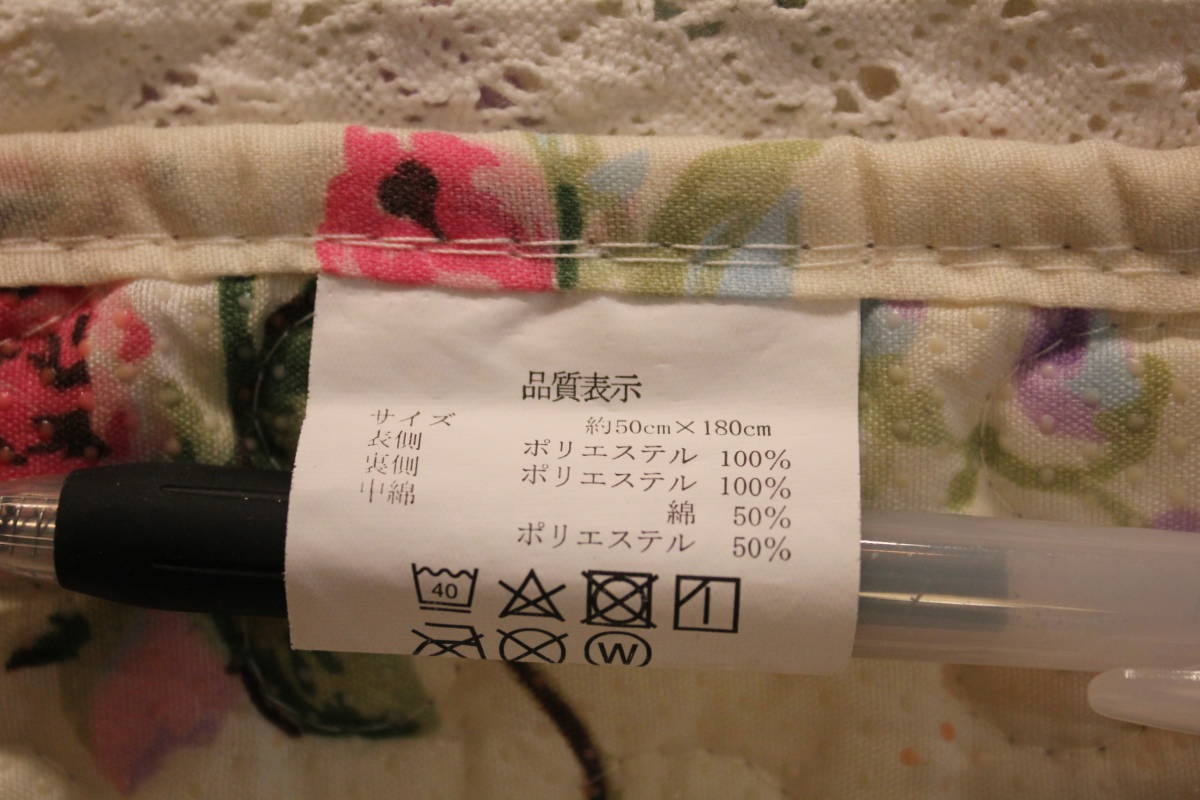 品質表示
サイズ 約50cm×180cm
表側 ポリエステル 100%
裏側 ポリエステル 100%
中綿 綿 50%
ポリエステル 50%
40
W